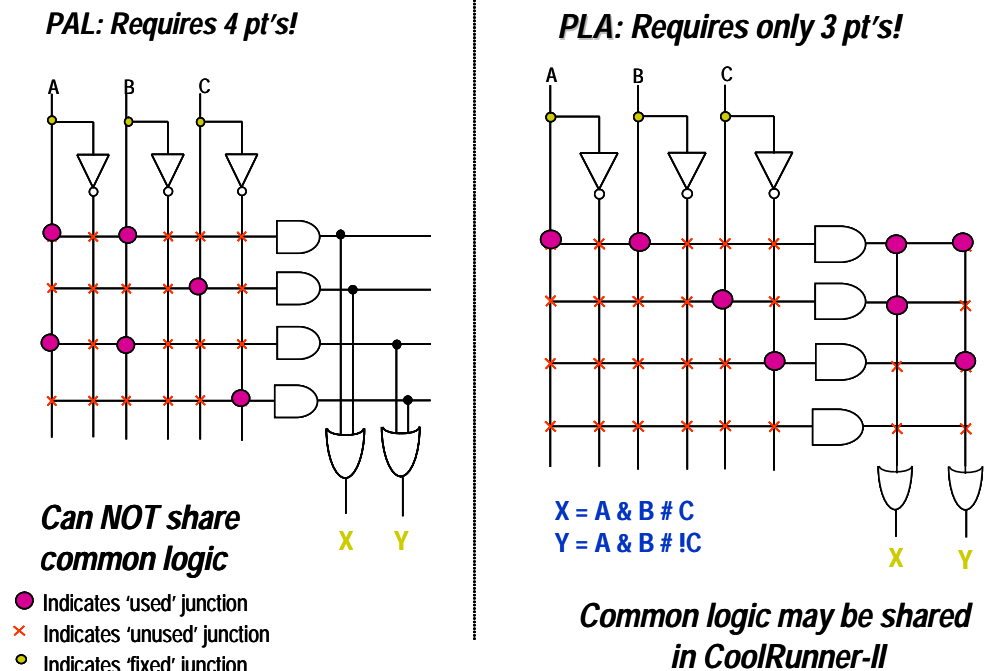 PAL: Requires 4 pt's!
A B C
X Y
Can NOT share
common logic
Indicates 'used' junction
Indicates 'unused' junction
Indicates 'fixed' junction
PLA: Requires only 3 pt's!
A B C
X = A & B # C
Y = A & B # !C
X Y
Common logic may be shared
in CoolRunner-II